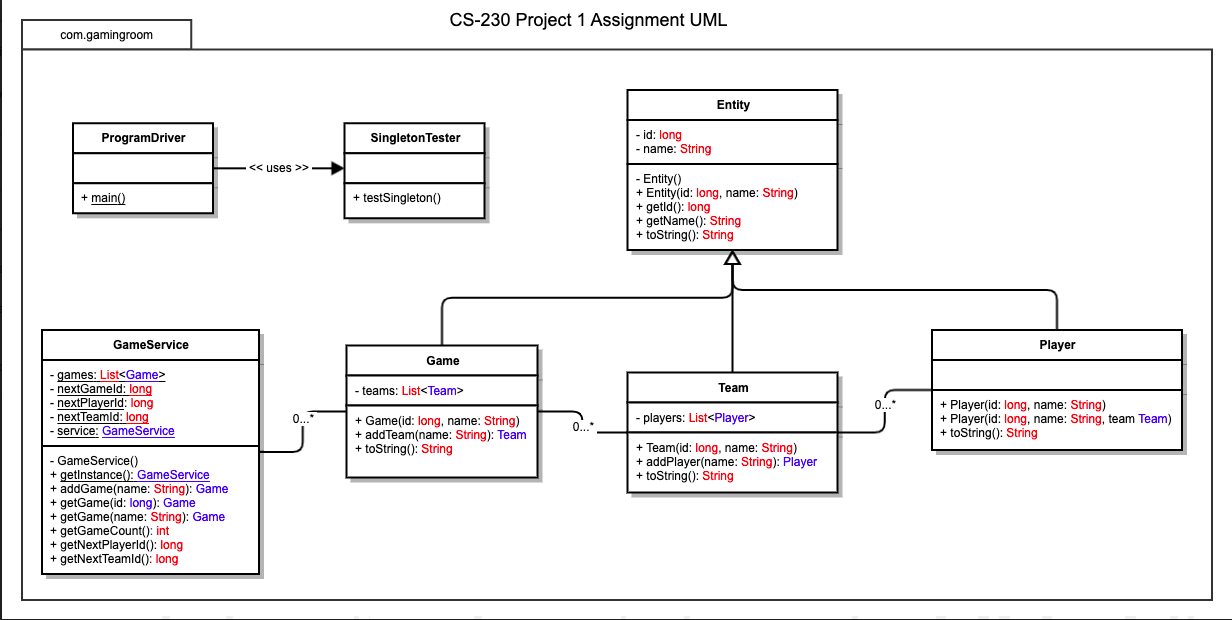 CS-230 Project 1 Assignment UML
com.gamingroom
ProgramDriver
+ main()
<< uses >>
SingletonTester
+ testSingleton()
Entity
- id: long
- name: String
- Entity()
+ Entity(id: long, name: String)
+ getId(): long
+ getName(): String
+ toString(): String
GameService
- games: List<Game>
- nextGameId: long
- nextPlayerId: long
- nextTeamId: long
- service: GameService
- GameService()
+ getInstance(): GameService
+ addGame(name: String): Game
+ getGame(id: long): Game
+ getGame(name: String): Game
+ getGameCount(): int
+ getNextPlayerId(): long
+ getNextTeamId(): long
0...*
Game
- teams: List<Team>
+ Game(id: long, name: String)
+ addTeam(name: String): Team
+ toString(): String
0...*
Team
- players: List<Player>
+ Team(id: long, name: String)
+ addPlayer(name: String): Player
+ toString(): String
0...*
Player
+ Player(id: long, name: String)
+ Player(id: long, name: String, team Team)
+ toString(): String